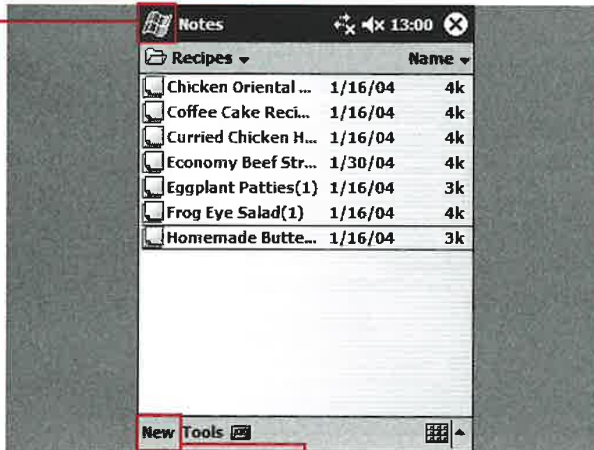 Notes 13:00
Recipes Name
Chicken Oriental ... 1/16/04 4k
Coffee Cake Reci... 1/16/04 4k
Curried Chicken H... 1/16/04 4k
Economy Beef Str... 1/30/04 4k
Eggplant Patties(1) 1/16/04 3k
Frog Eye Salad(1) 1/16/04 4k
Homemade Butte... 1/16/04 3k
New Tools